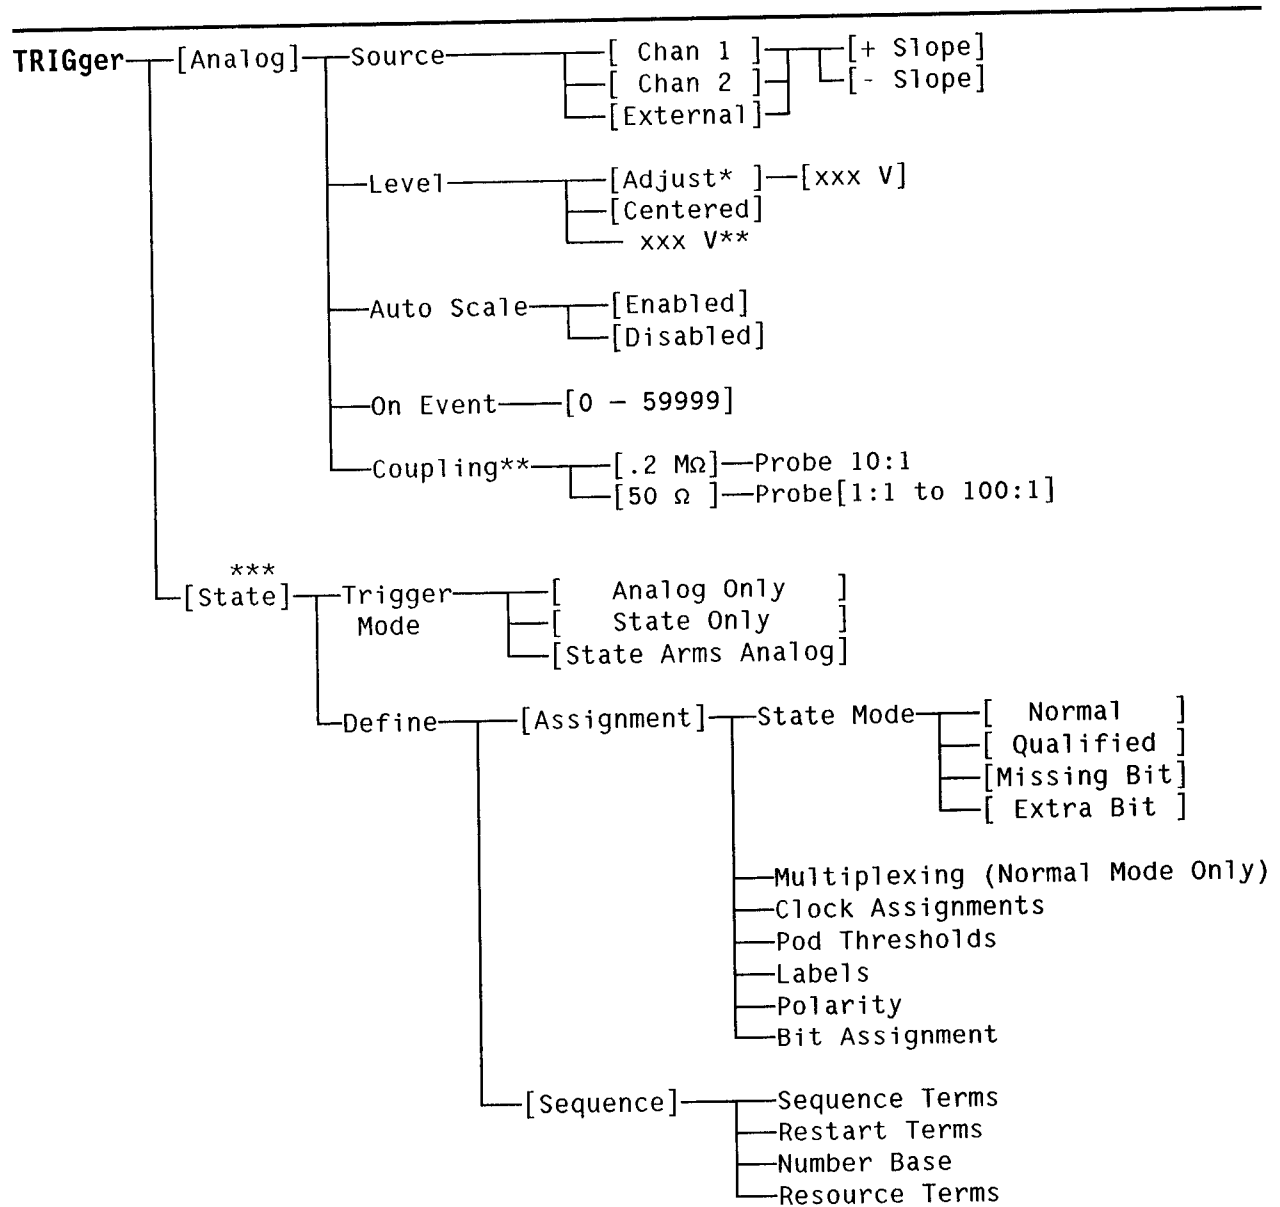 TRIGger [Analog] Source [ Chan 1 ] [+ Slope]
[ Chan 2 ] [- Slope]
[External]
Level [Adjust* ] [xxx V]
[Centered]
xxx V**
Auto Scale [Enabled]
[Disabled]
On Event [0 – 59999]
Coupling** [.2 MΩ] Probe 10:1
[50 Ω ] Probe[1:1 to 100:1]
***
[State] Trigger [ Analog Only ]
Mode [ State Only ]
[State Arms Analog]
Define [Assignment] State Mode [ Normal ]
[ Qualified ]
[Missing Bit]
[ Extra Bit ]
Multiplexing (Normal Mode Only)
Clock Assignments
Pod Thresholds
Labels
Polarity
Bit Assignment
[Sequence] Sequence Terms
Restart Terms
Number Base
Resource Terms